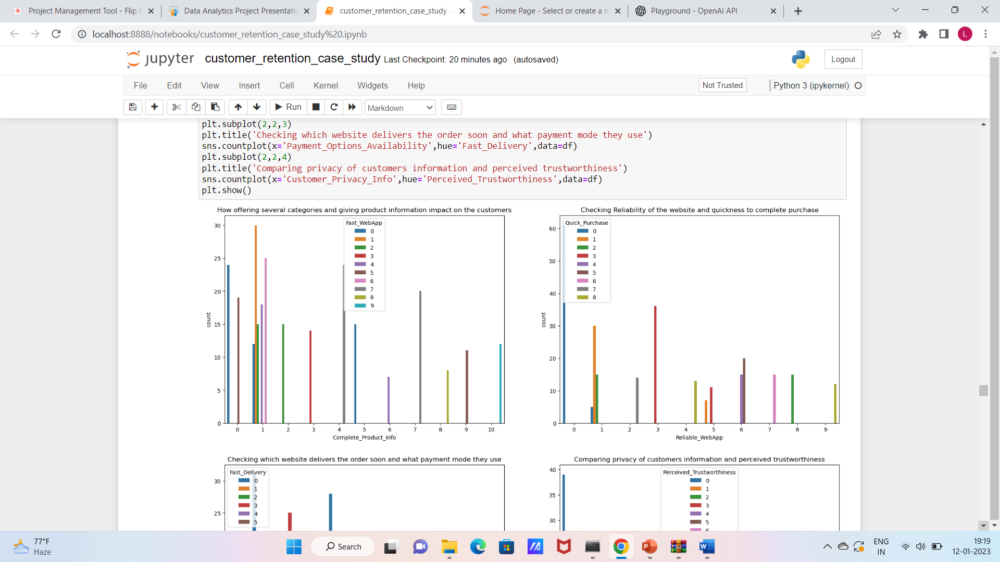 Project Management Tool - Flip R
Data Analytics Project Presentatio
customer_retention_case_study -
Home Page - Select or create a n
Playground - OpenAI API
localhost:8888/notebooks/customer_retention_case_study%20.ipynb
L
jupyter customer_retention_case_study Last Checkpoint: 20 minutes ago (autosaved)
Logout
File Edit View Insert Cell Kernel Widgets Help
Not Trusted
Python 3 (ipykernel)
Run
Markdown
plt.subplot(2,2,3)
plt.title('Checking which website delivers the order soon and what payment mode they use')
sns.countplot(x='Payment_Options_Availability',hue='Fast_Delivery',data=df)
plt.subplot(2,2,4)
plt.title('Comparing privacy of customers information and perceived trustworthiness')
sns.countplot(x='Customer_Privacy_Info',hue='Perceived_Trustworthiness',data=df)
plt.show()
How offering several categories and giving product information impact on the customers
Fast_WebApp
0
1
2
3
4
5
6
7
8
9
30
25
20
15
10
5
0
count
0 1 2 3 4 5 6 7 8 9 10
Complete_Product_Info
Checking Reliability of the website and quickness to complete purchase
Quick_Purchase
0
1
2
3
4
5
6
7
8
60
50
40
30
20
10
0
count
0 1 2 3 4 5 6 7 8 9
Reliable_WebApp
Checking which website delivers the order soon and what payment mode they use
Fast_Delivery
0
1
2
3
4
5
30
25
Comparing privacy of customers information and perceived trustworthiness
Perceived_Trustworthiness
0
1
2
3
4
5
6
40
35
30
77°F
Haze
Search
ENG
IN
19:19
12-01-2023